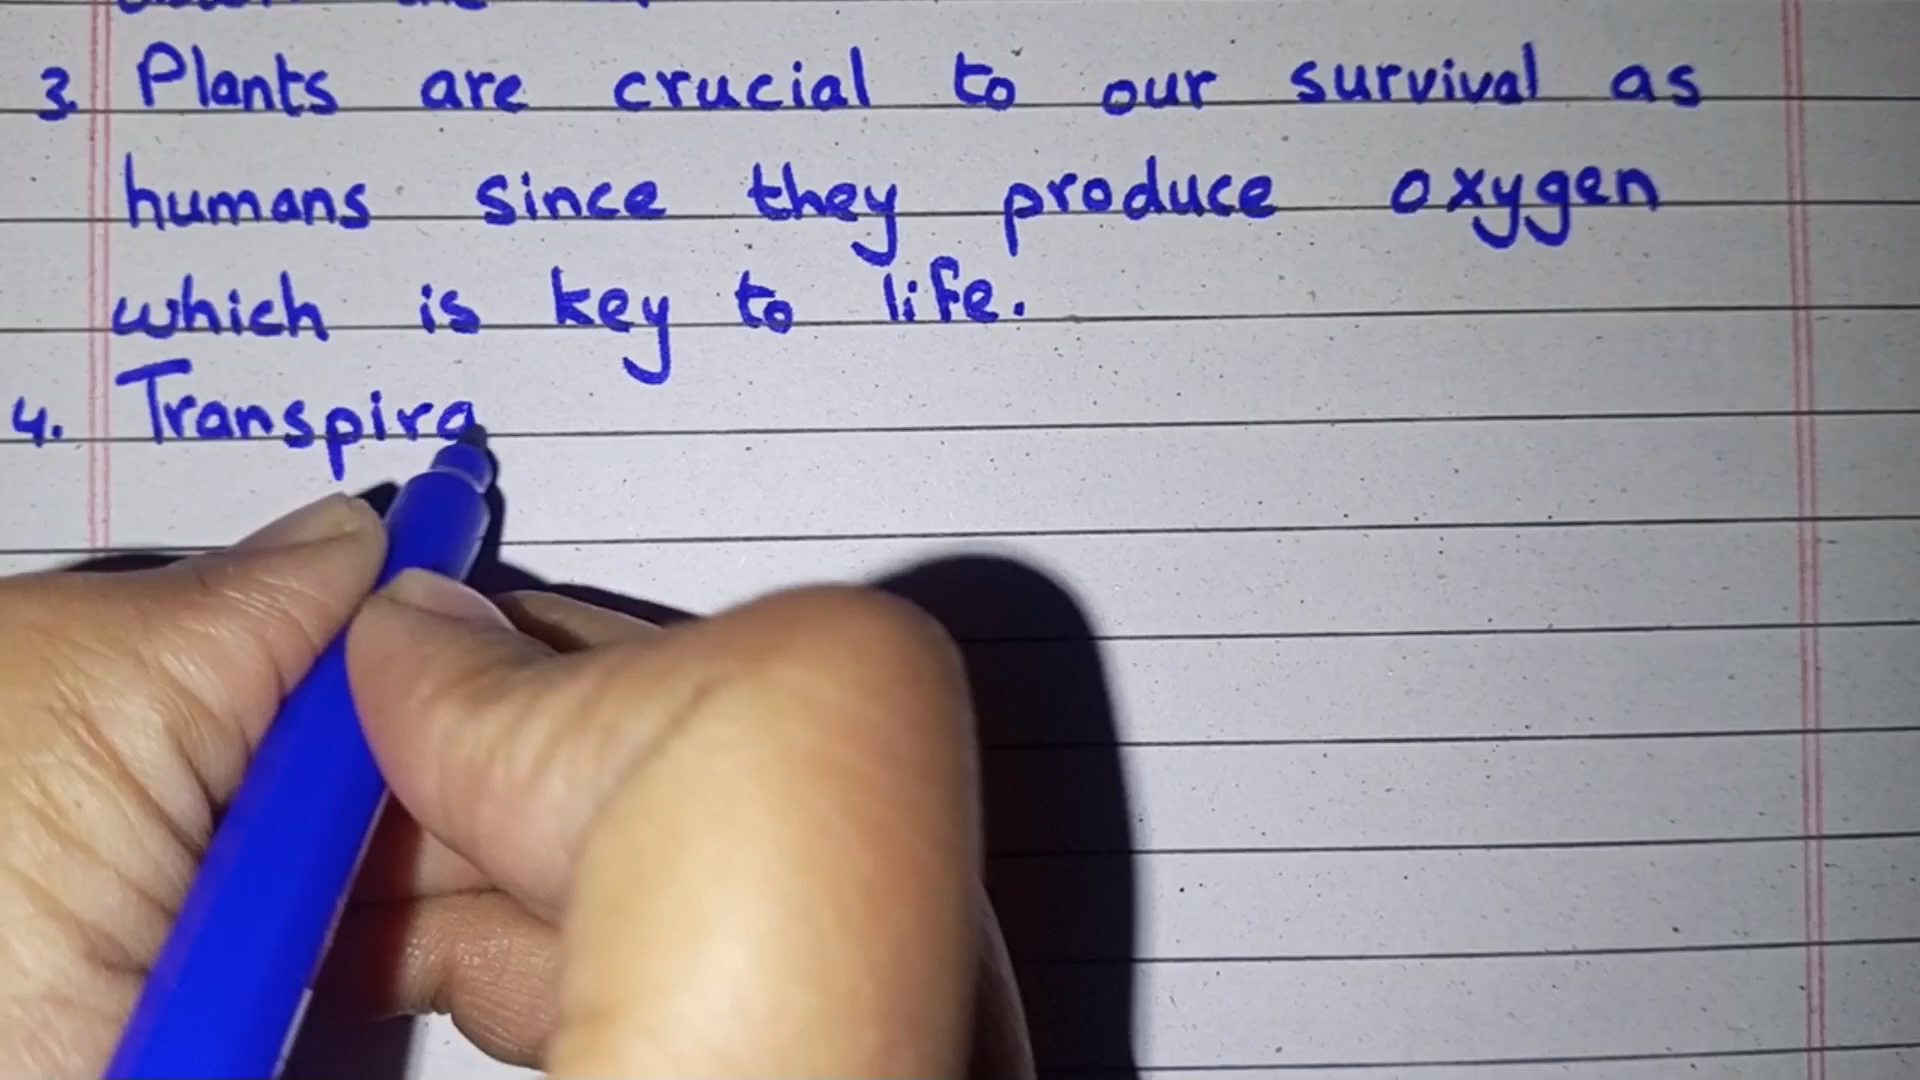 3. Plants are crucial to our survival as
humans since they produce oxygen
which is key to life.
4. Transpira